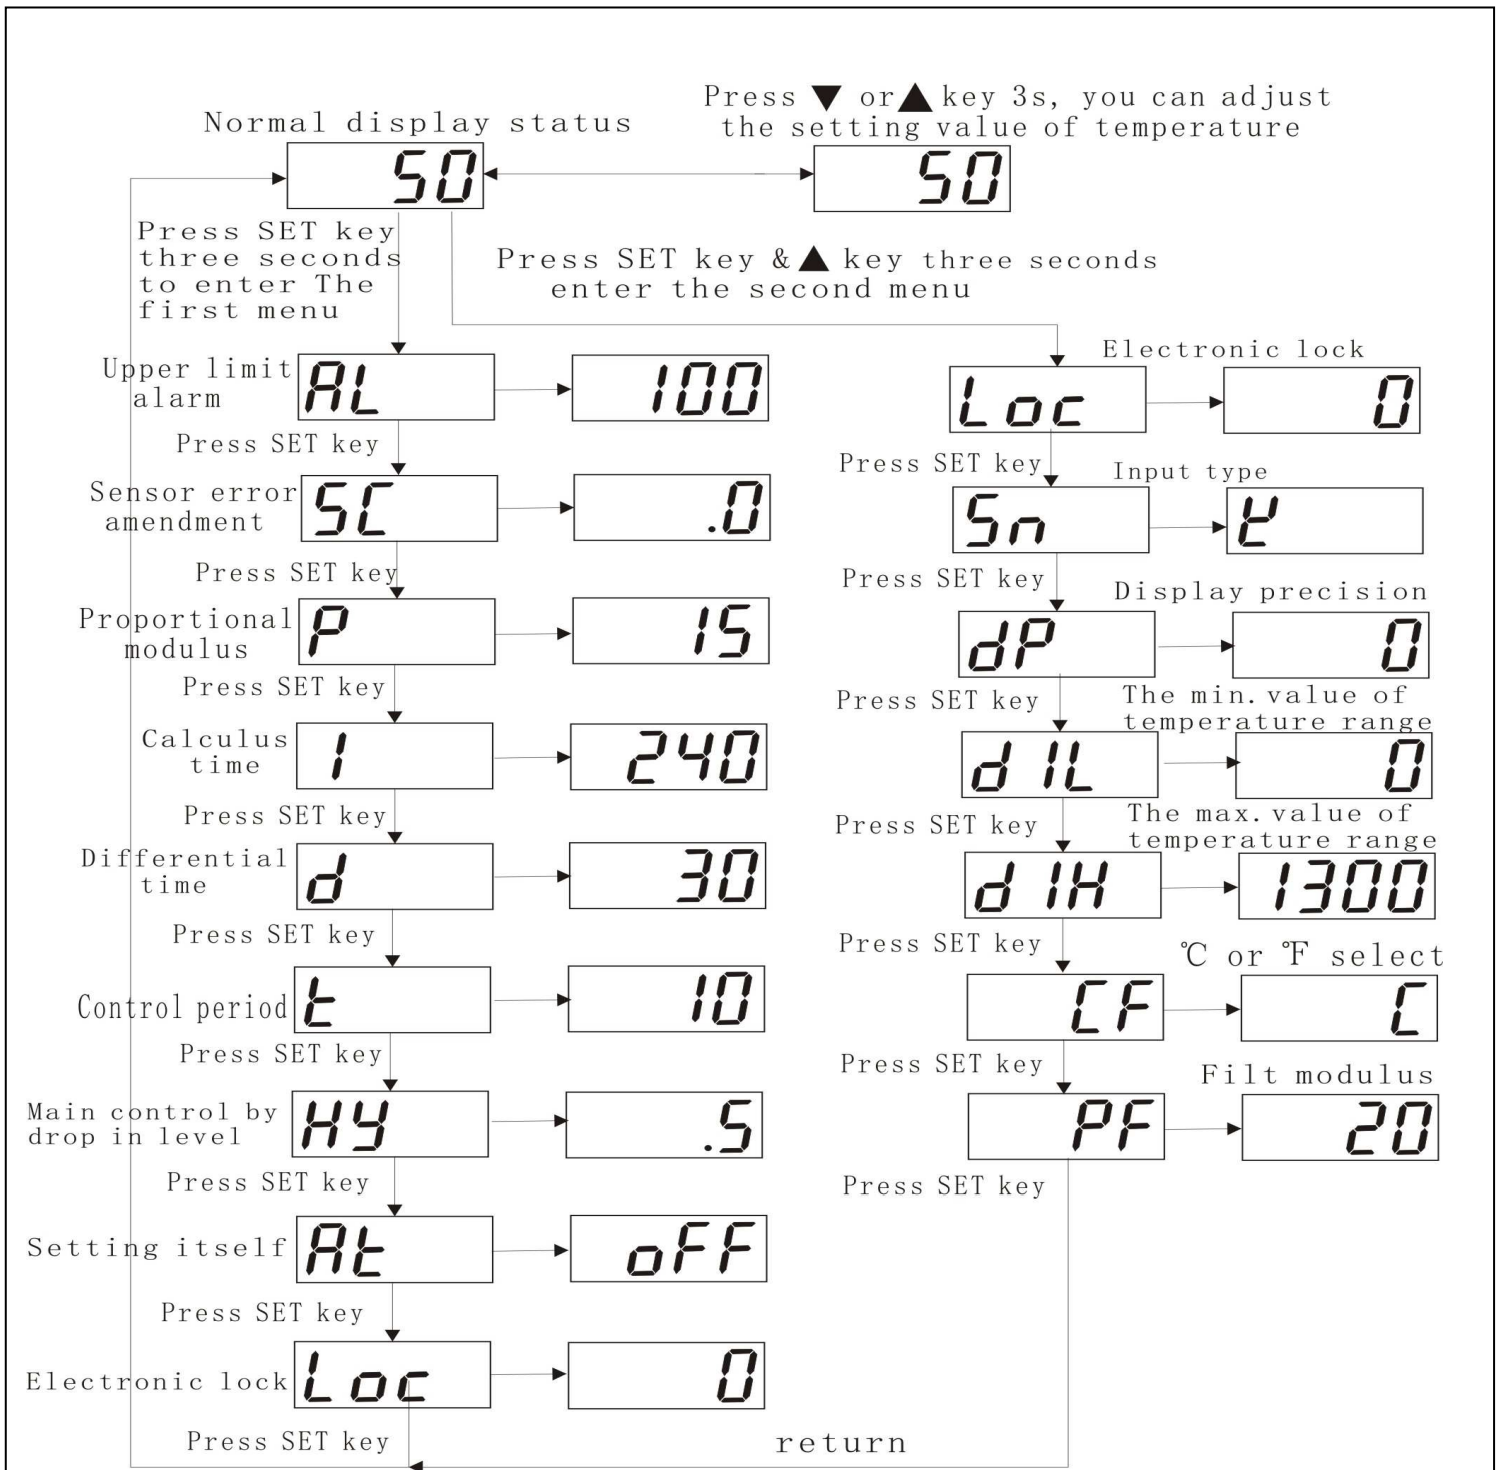 Normal display status
50
Press ▼ or ▲ key 3s, you can adjust
the setting value of temperature
50
Press SET key
three seconds
to enter The
first menu
Press SET key & ▲ key three seconds
enter the second menu
Upper limit
alarm
AL
100
Press SET key
Sensor error
amendment
SC
.0
Press SET key
Proportional
modulus
P
15
Press SET key
Calculus
time
I
240
Press SET key
Differential
time
d
30
Press SET key
Control period
t
10
Press SET key
Main control by
drop in level
HY
.5
Press SET key
Setting itself
At
oFF
Press SET key
Electronic lock
Loc
0
Press SET key
Electronic lock
Loc
0
Press SET key
Input type
Sn
K
Press SET key
Display precision
dP
0
Press SET key
The min. value of
temperature range
dIL
0
Press SET key
The max. value of
temperature range
dIH
1300
Press SET key
℃ or ℉ select
CF
C
Press SET key
Filt modulus
PF
20
Press SET key
return